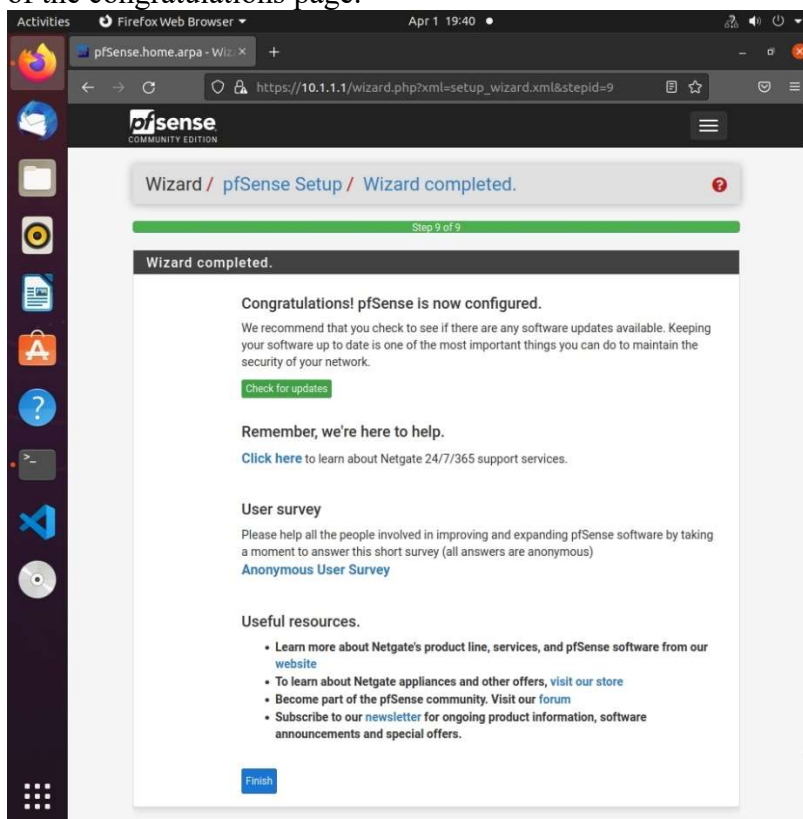 of the congratulations page.
Activities
Firefox Web Browser
Apr 1 19:40
pfSense.home.arpa - Wiz
https://10.1.1.1/wizard.php?xml=setup_wizard.xml&stepid=9
pfsense
COMMUNITY EDITION
Wizard / pfSense Setup / Wizard completed.
Step 9 of 9
Wizard completed.
Congratulations! pfSense is now configured.
We recommend that you check to see if there are any software updates available. Keeping
your software up to date is one of the most important things you can do to maintain the
security of your network.
Check for updates
Remember, we're here to help.
Click here to learn about Netgate 24/7/365 support services.
User survey
Please help all the people involved in improving and expanding pfSense software by taking
a moment to answer this short survey (all answers are anonymous)
Anonymous User Survey
Useful resources.
• Learn more about Netgate's product line, services, and pfSense software from our
website
• To learn about Netgate appliances and other offers, visit our store
• Become part of the pfSense community. Visit our forum
• Subscribe to our newsletter for ongoing product information, software
announcements and special offers.
Finish